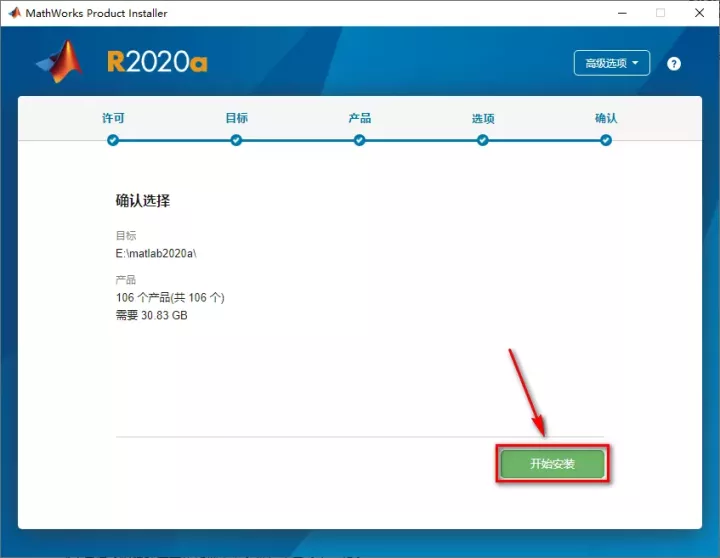 MathWorks Product Installer
R2020a
高级选项
?
许可
目标
产品
选项
确认
确认选择
目标
E:\matlab2020a\
产品
106 个产品(共 106 个)
需要 30.83 GB
开始安装